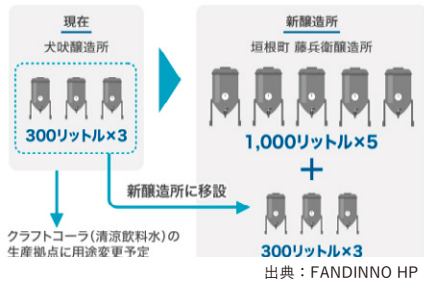 現在
犬吠醸造所
300リットル×3
新醸造所
垣根町 藤兵衛醸造所
1,000リットル×5
+
新醸造所に移設
300リットル×3
クラフトコーラ(清涼飲料水)の
生産拠点に用途変更予定
出典：FANDINNO HP